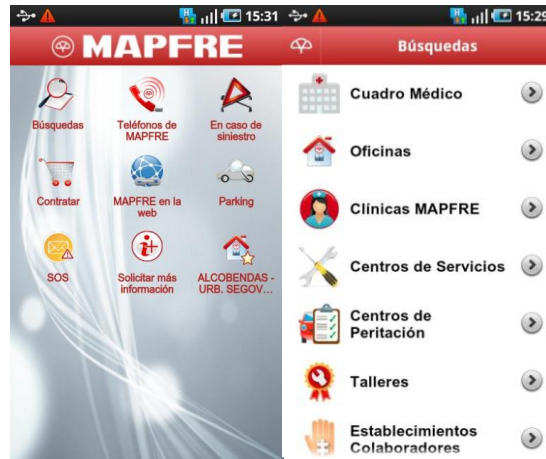 15:31
MAPFRE
Búsquedas
Teléfonos de
MAPFRE
En caso de
siniestro
Contratar
MAPFRE en la
web
Parking
SOS
Solicitar más
información
ALCOBENDAS -
URB. SEGOV...
15:29
Búsquedas
Cuadro Médico
Oficinas
Clínicas MAPFRE
Centros de Servicios
Centros de
Peritación
Talleres
Establecimientos
Colaboradores